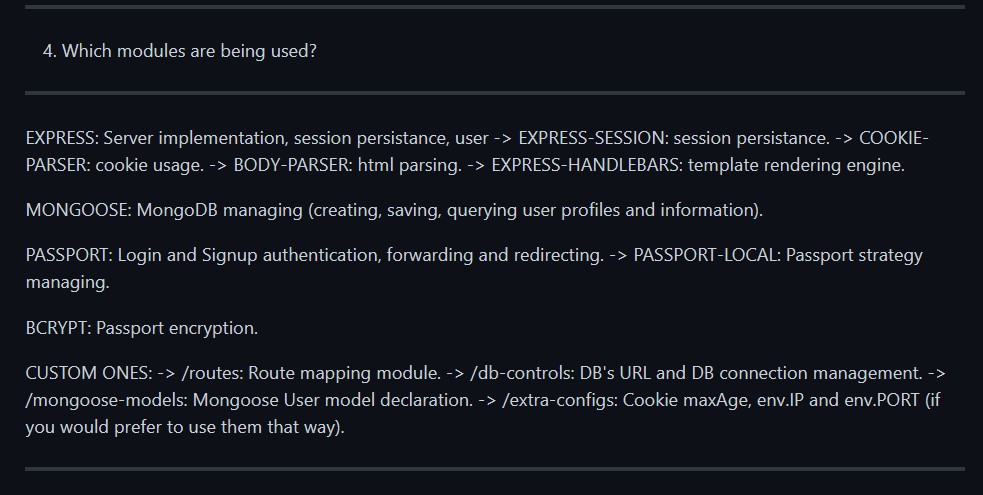 4. Which modules are being used?
EXPRESS: Server implementation, session persistance, user -> EXPRESS-SESSION: session persistance. -> COOKIE-
PARSER: cookie usage. -> BODY-PARSER: html parsing. -> EXPRESS-HANDLEBARS: template rendering engine.
MONGOOSE: MongoDB managing (creating, saving, querying user profiles and information).
PASSPORT: Login and Signup authentication, forwarding and redirecting. -> PASSPORT-LOCAL: Passport strategy
managing.
BCRYPT: Passport encryption.
CUSTOM ONES: -> /routes: Route mapping module. -> /db-controls: DB's URL and DB connection management. ->
/mongoose-models: Mongoose User model declaration. -> /extra-configs: Cookie maxAge, env.IP and env.PORT (if
you would prefer to use them that way).